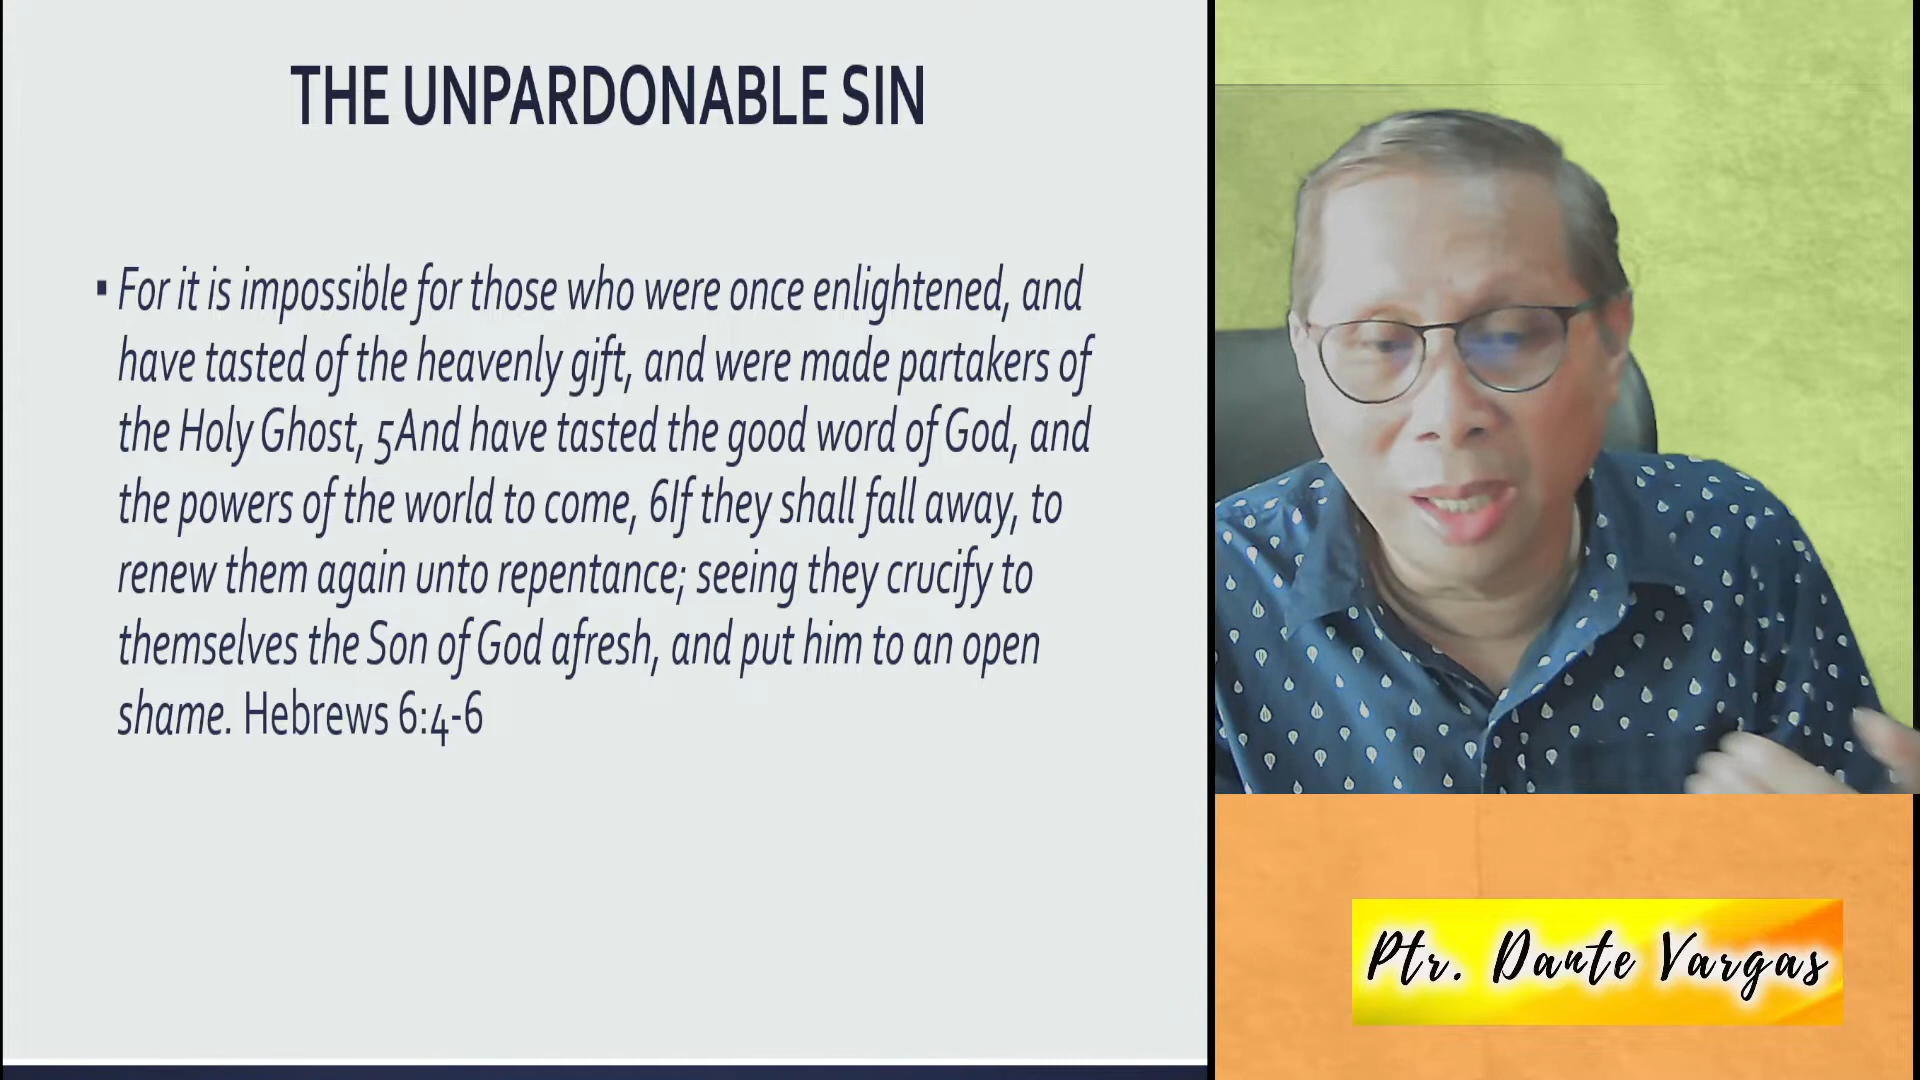 THE UNPARDONABLE SIN
▪ For it is impossible for those who were once enlightened, and
have tasted of the heavenly gift, and were made partakers of
the Holy Ghost, 5And have tasted the good word of God, and
the powers of the world to come, 6If they shall fall away, to
renew them again unto repentance; seeing they crucify to
themselves the Son of God afresh, and put him to an open
shame. Hebrews 6:4-6
Ptr. Dante Vargas